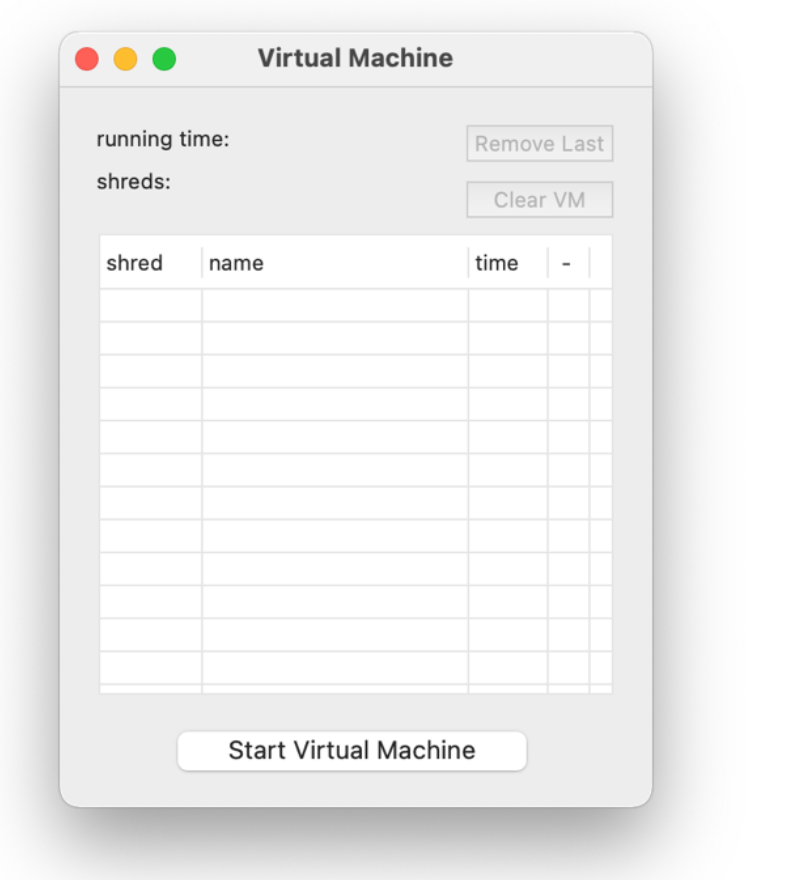 Virtual Machine
running time:
Remove Last
shreds:
Clear VM
shred name time -
Start Virtual Machine